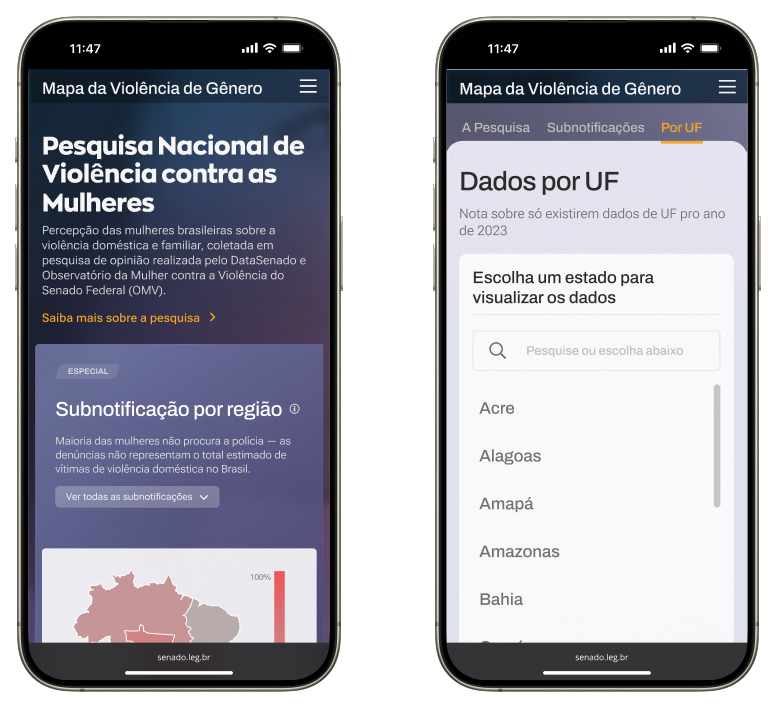 11:47
Mapa da Violência de Gênero
Pesquisa Nacional de
Violência contra as
Mulheres
Percepção das mulheres brasileiras sobre a
violência doméstica e familiar, coletada em
pesquisa de opinião realizada pelo DataSenado e
Observatório da Mulher contra a Violência do
Senado Federal (OMV).
Saiba mais sobre a pesquisa
ESPECIAL
Subnotificação por região
Maioria das mulheres não procura a polícia — as
denúncias não representam o total estimado de
vítimas de violência doméstica no Brasil.
Ver todas as subnotificações
100%
senado.leg.br
11:47
Mapa da Violência de Gênero
A Pesquisa Subnotificações Por UF
Dados por UF
Nota sobre só existirem dados de UF pro ano
de 2023
Escolha um estado para
visualizar os dados
Pesquise ou escolha abaixo
Acre
Alagoas
Amapá
Amazonas
Bahia
senado.leg.br